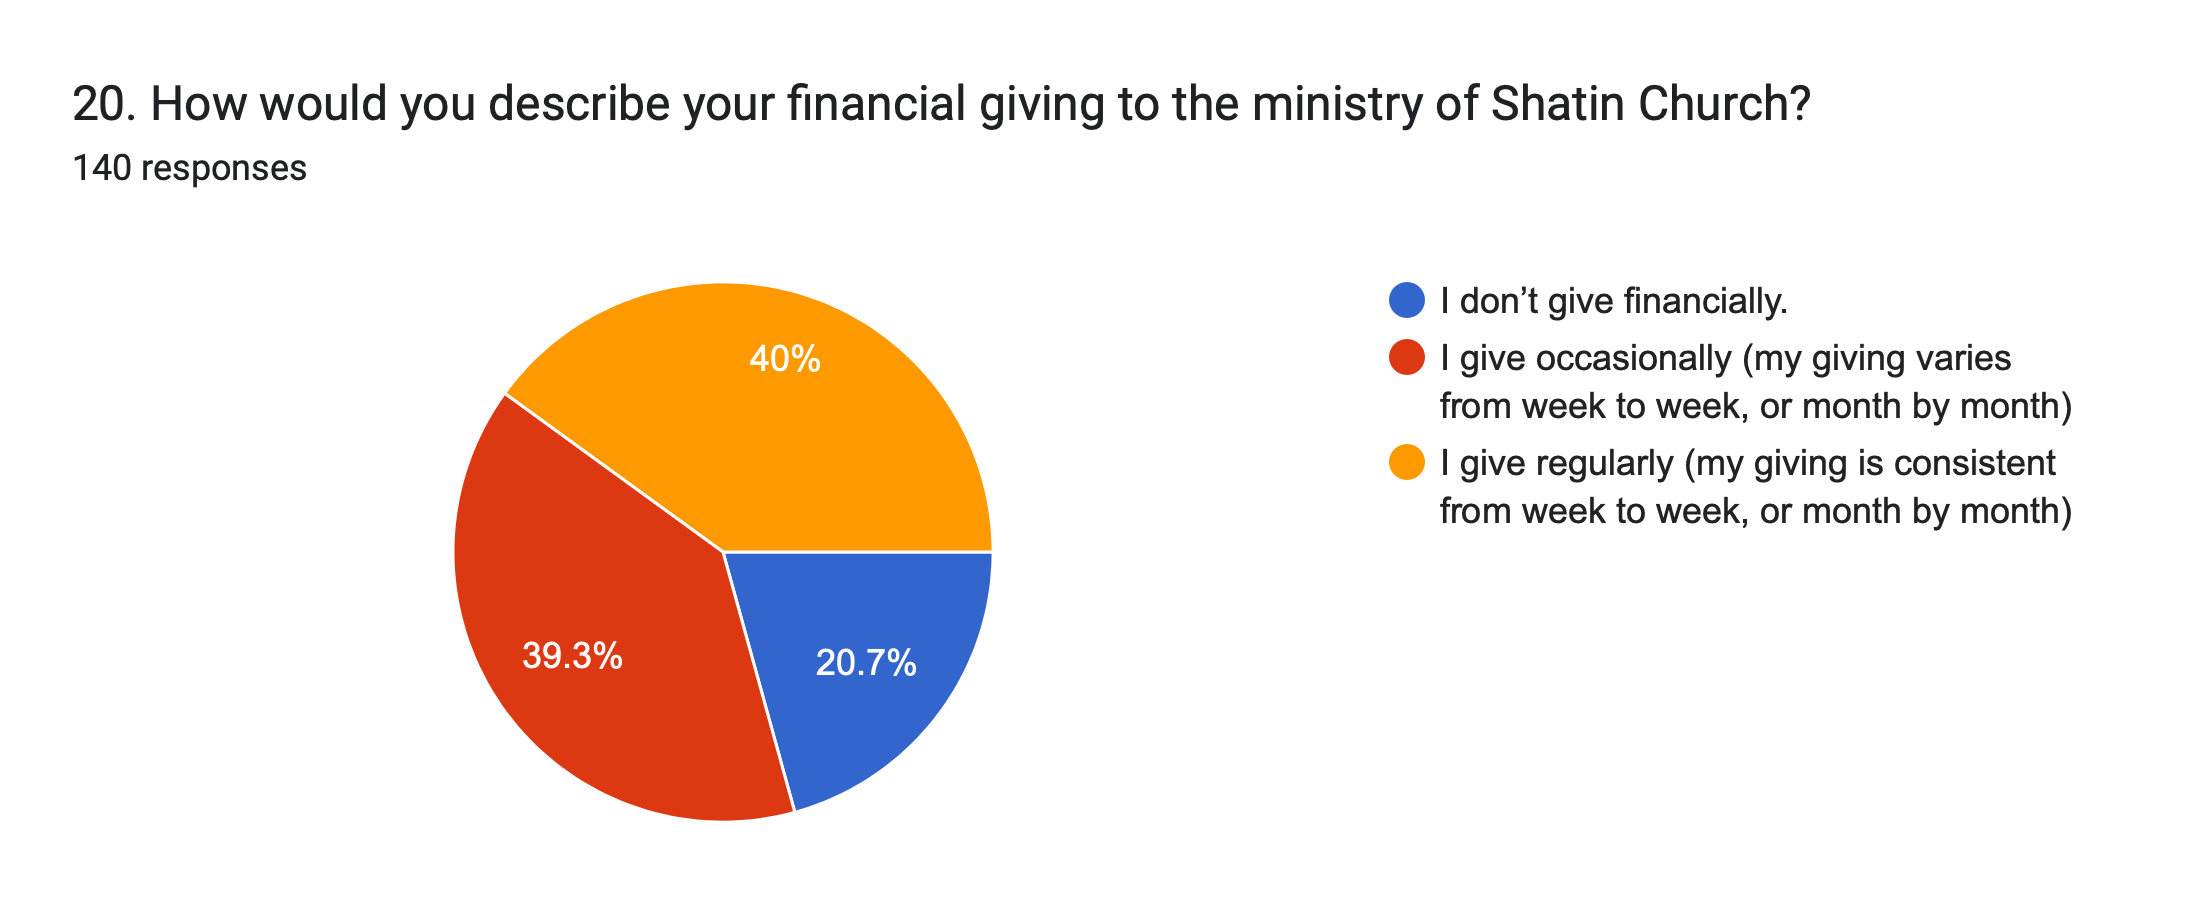 20. How would you describe your financial giving to the ministry of Shatin Church?
140 responses
40%
39.3%
20.7%
I don’t give financially.
I give occasionally (my giving varies
from week to week, or month by month)
I give regularly (my giving is consistent
from week to week, or month by month)